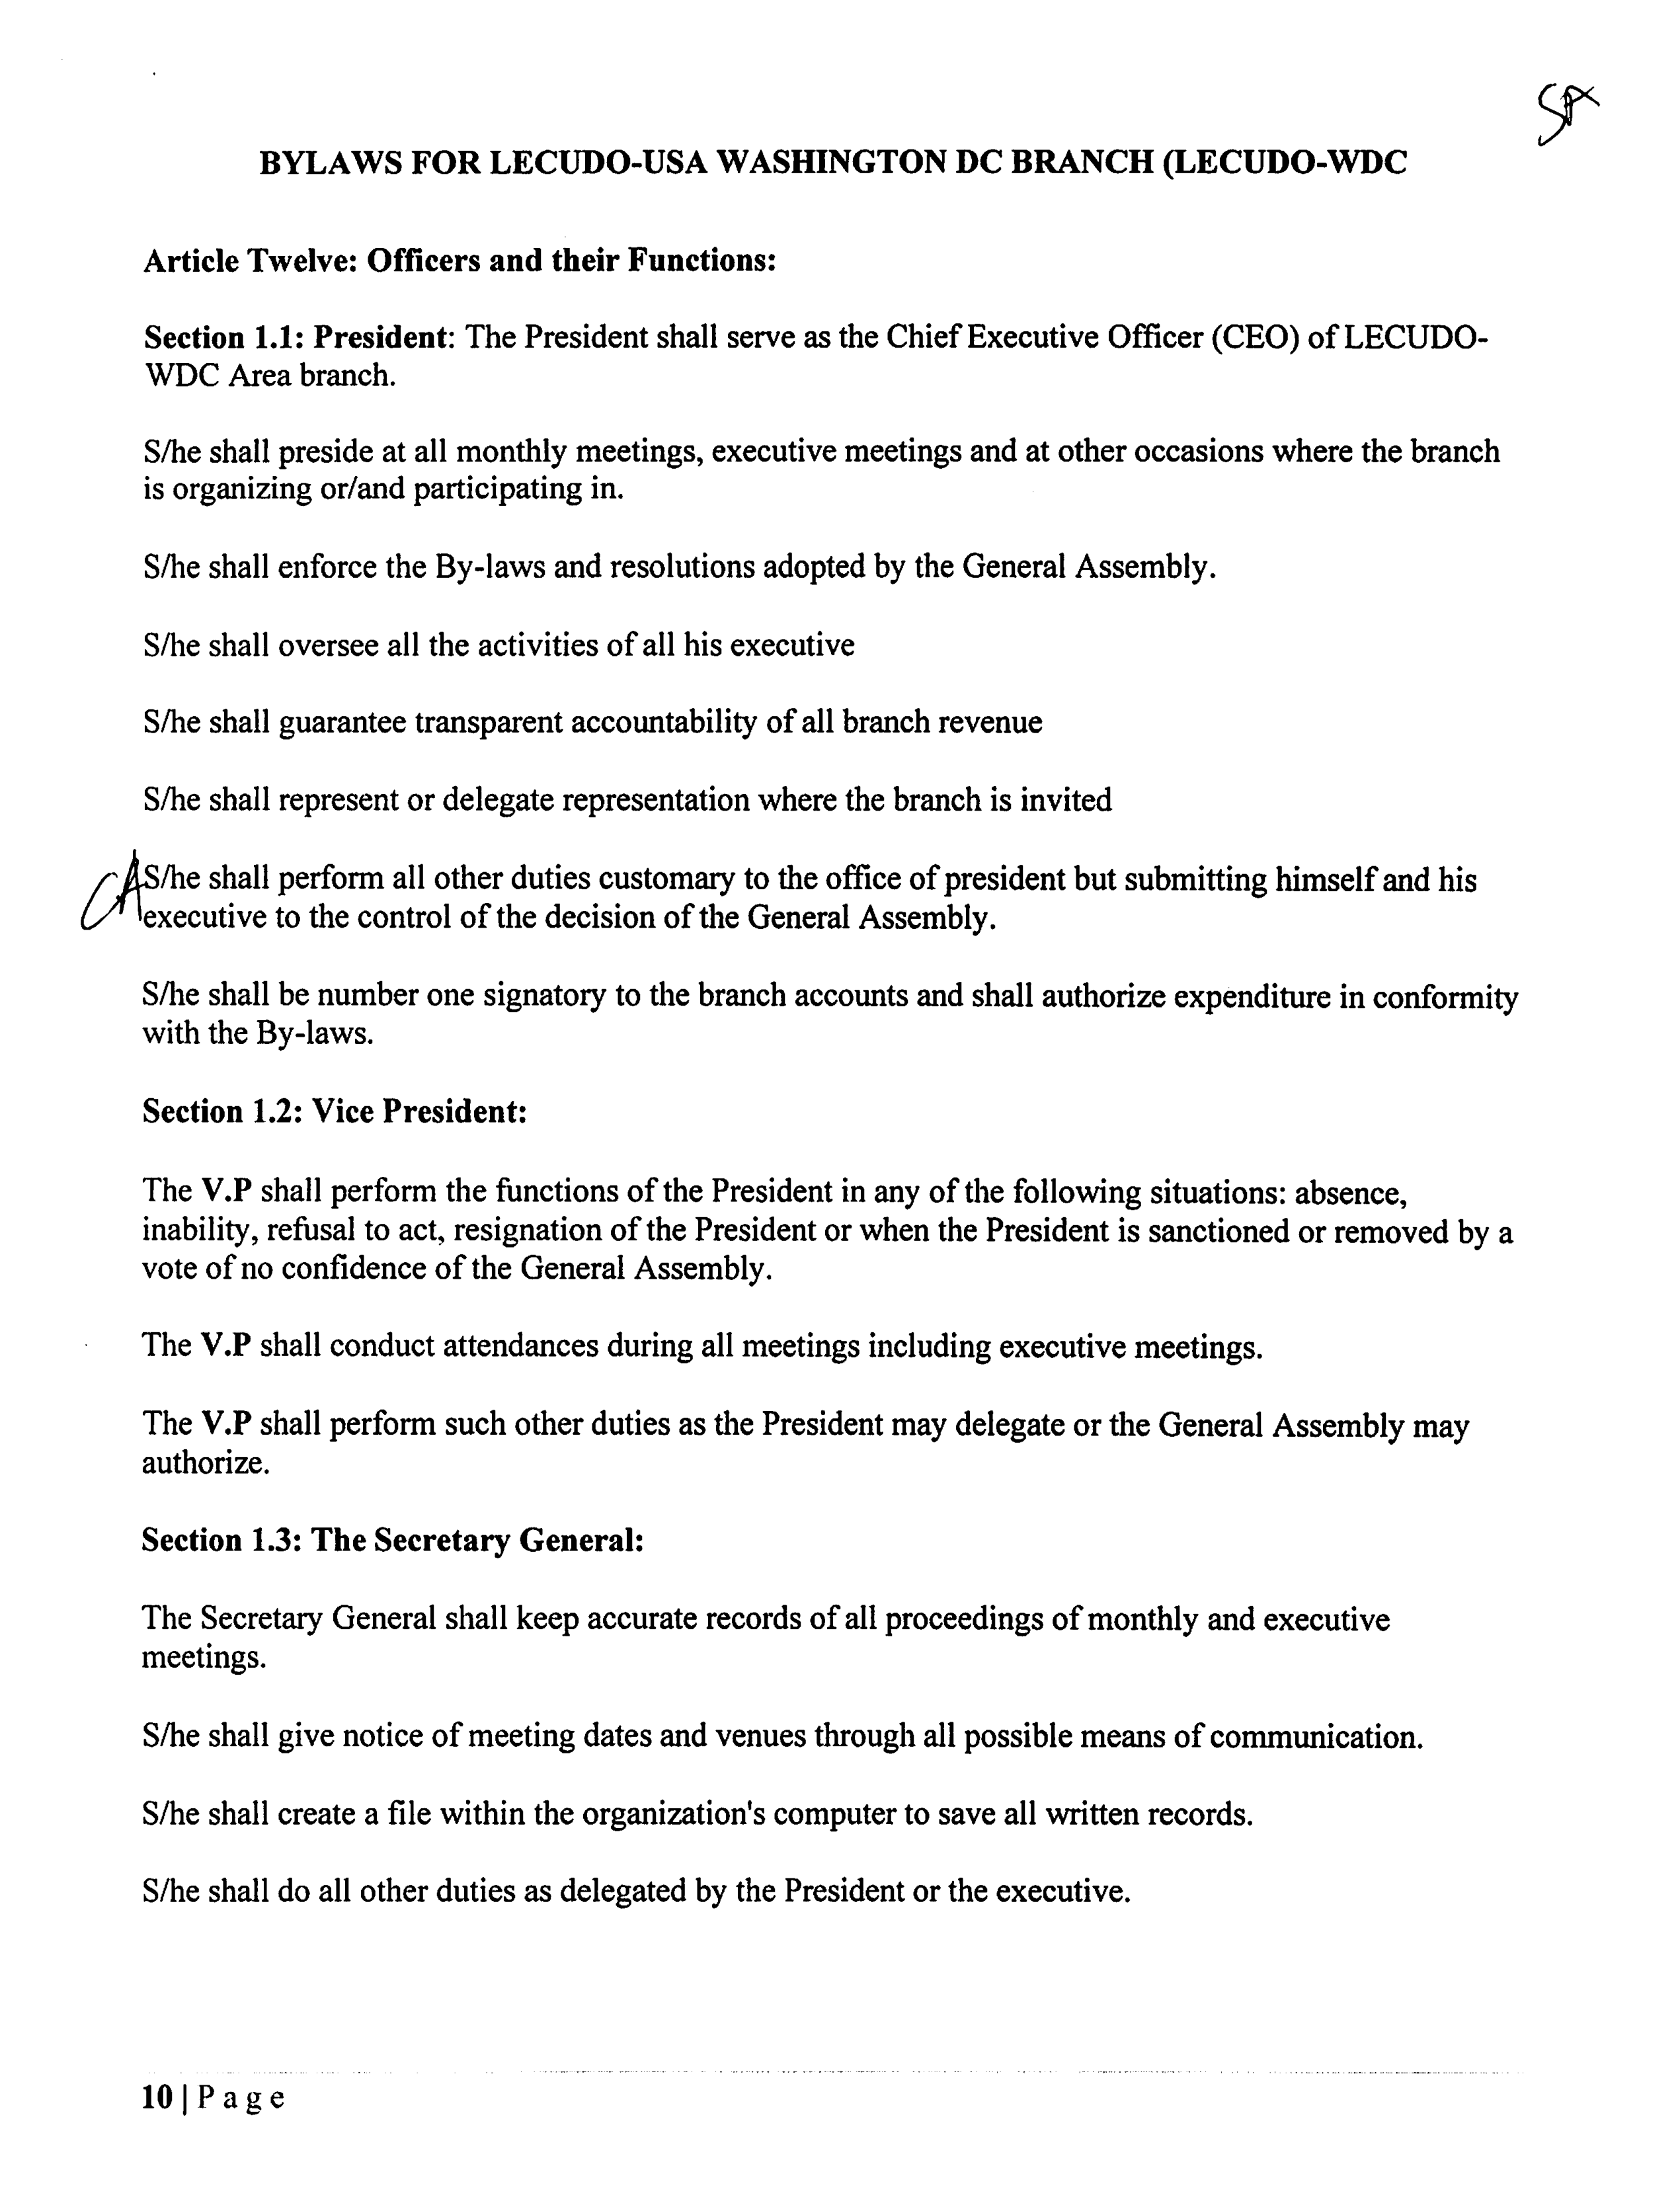 SA
BYLAWS FOR LECUDO-USA WASHINGTON DC BRANCH (LECUDO-WDC
Article Twelve: Officers and their Functions:
Section 1.1: President: The President shall serve as the Chief Executive Officer (CEO) of LECUDO-
WDC Area branch.
S/he shall preside at all monthly meetings, executive meetings and at other occasions where the branch
is organizing or/and participating in.
S/he shall enforce the By-laws and resolutions adopted by the General Assembly.
S/he shall oversee all the activities of all his executive
S/he shall guarantee transparent accountability of all branch revenue
S/he shall represent or delegate representation where the branch is invited
CA
S/he shall perform all other duties customary to the office of president but submitting himself and his
executive to the control of the decision of the General Assembly.
S/he shall be number one signatory to the branch accounts and shall authorize expenditure in conformity
with the By-laws.
Section 1.2: Vice President:
The V.P shall perform the functions of the President in any of the following situations: absence,
inability, refusal to act, resignation of the President or when the President is sanctioned or removed by a
vote of no confidence of the General Assembly.
The V.P shall conduct attendances during all meetings including executive meetings.
The V.P shall perform such other duties as the President may delegate or the General Assembly may
authorize.
Section 1.3: The Secretary General:
The Secretary General shall keep accurate records of all proceedings of monthly and executive
meetings.
S/he shall give notice of meeting dates and venues through all possible means of communication.
S/he shall create a file within the organization's computer to save all written records.
S/he shall do all other duties as delegated by the President or the executive.
10 | P a g e